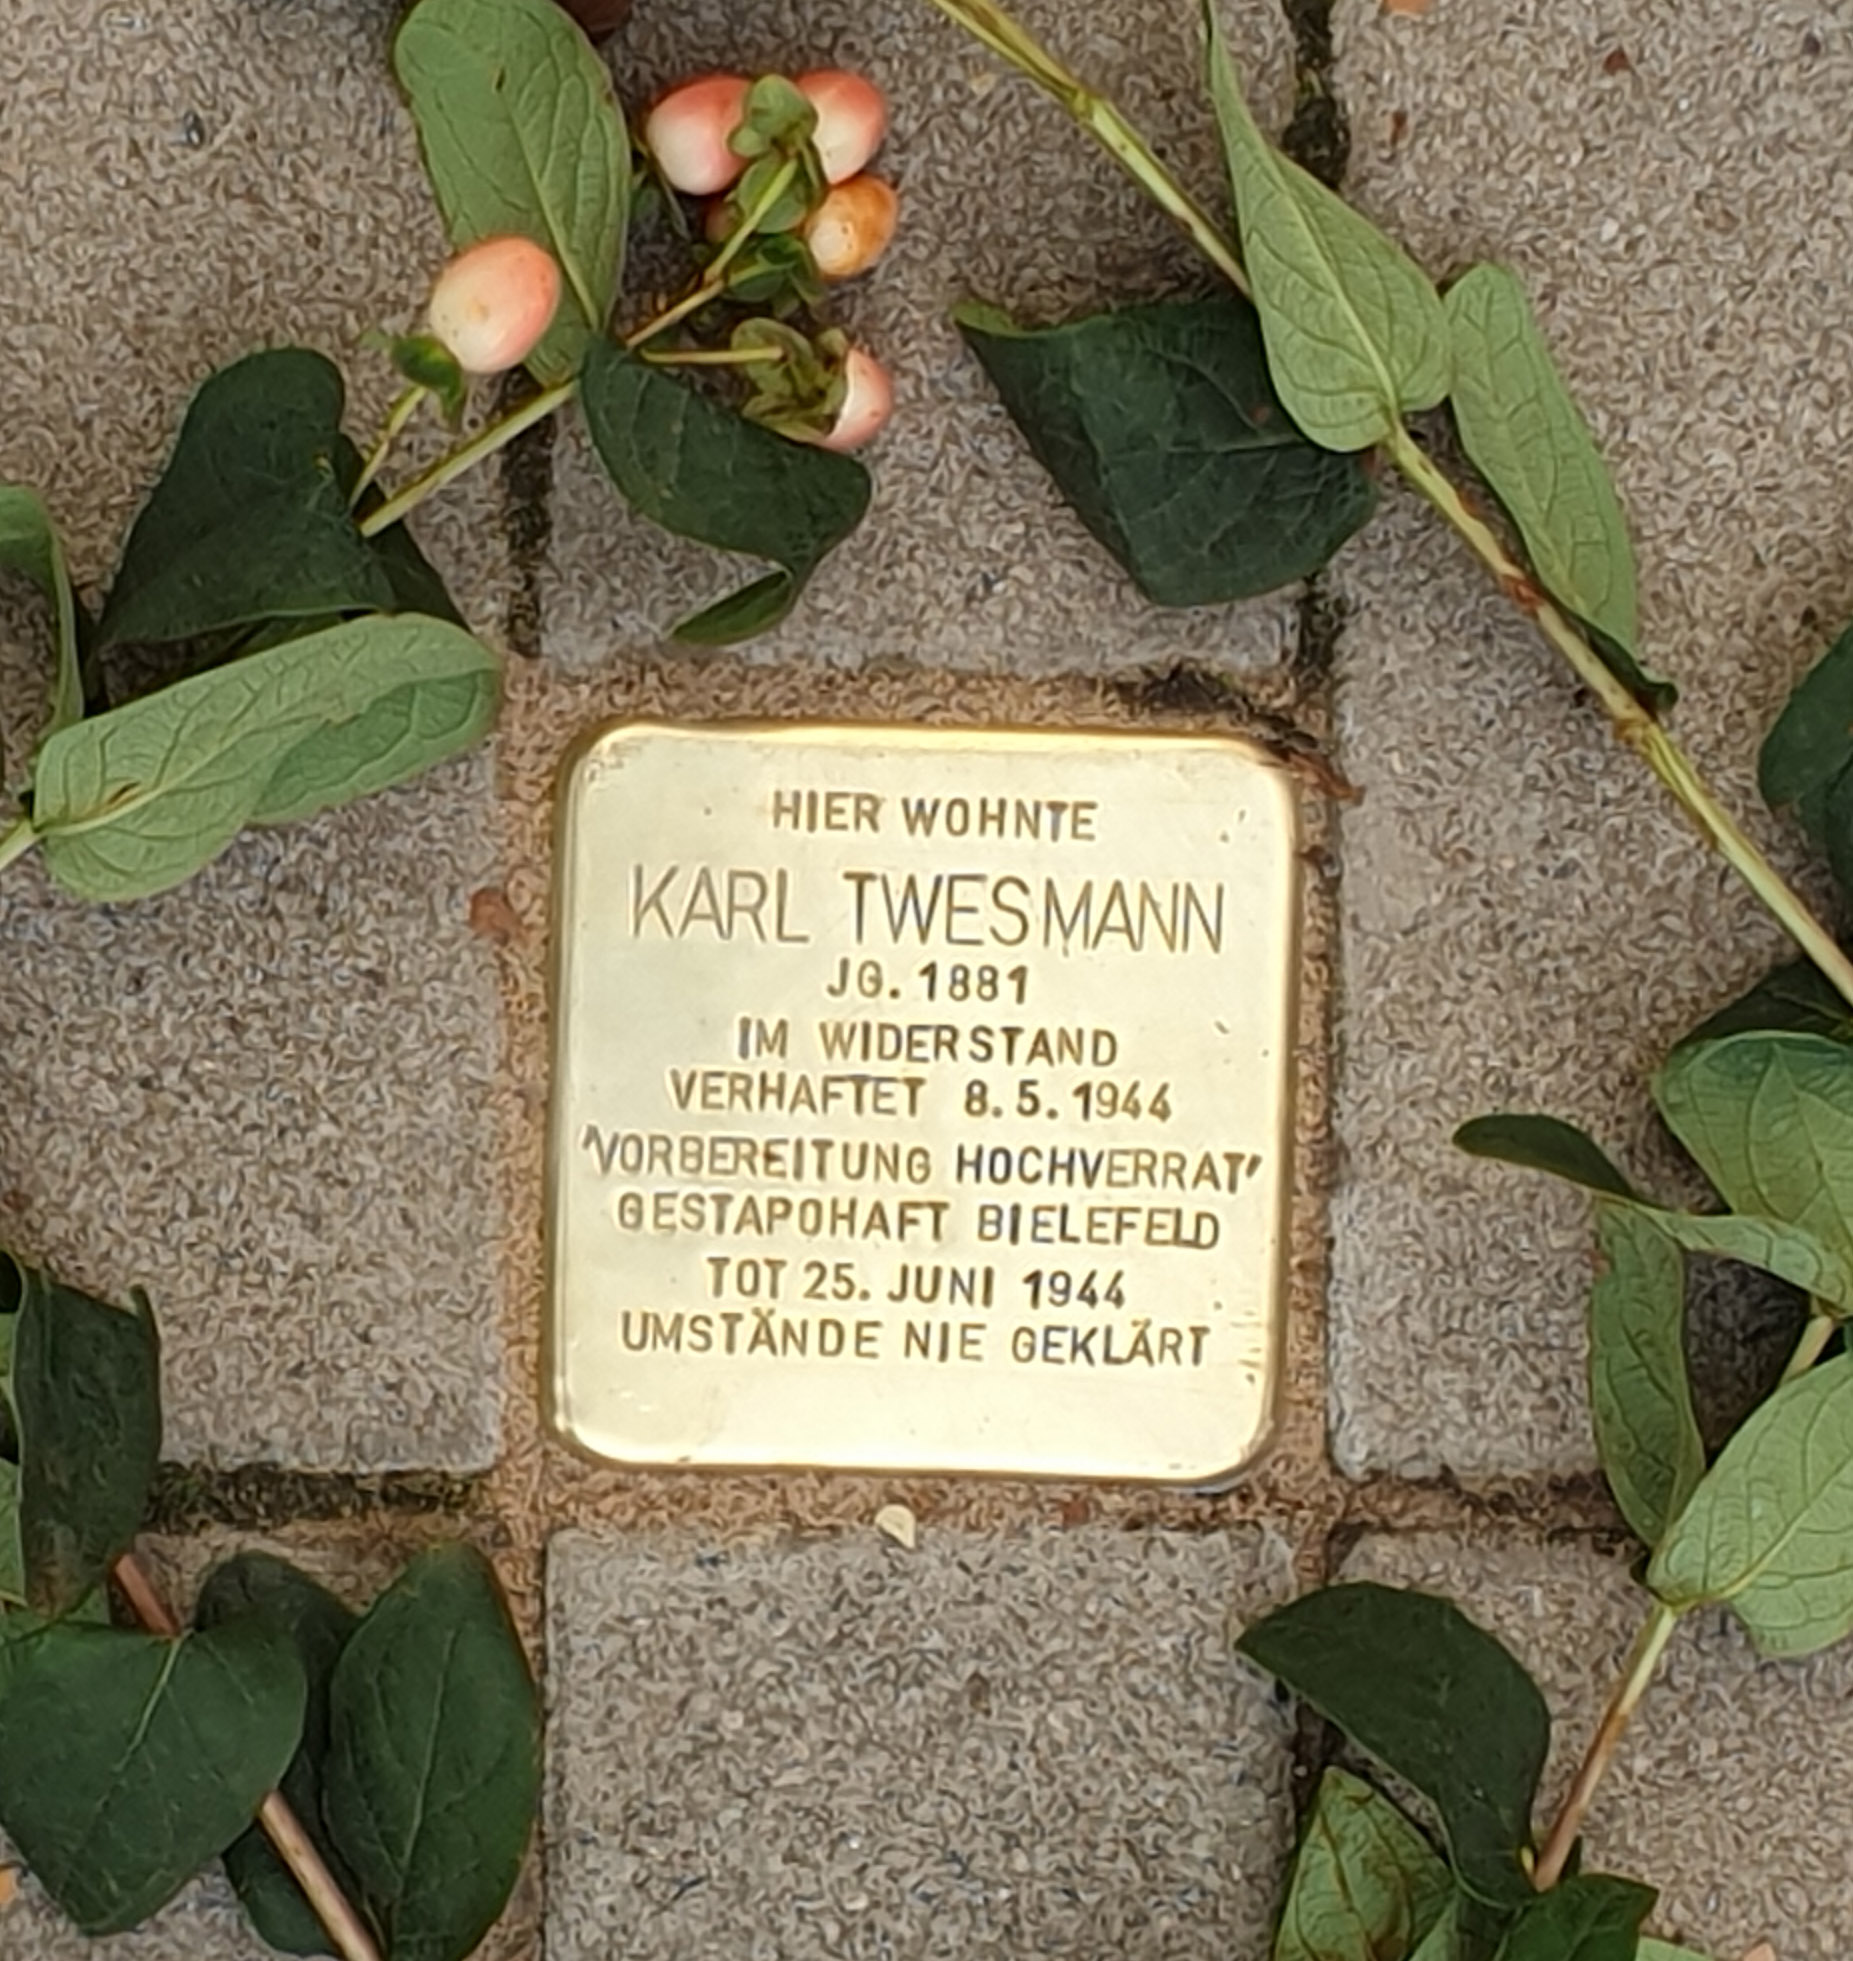 HIER WOHNTE
KARL TWESMANN
JG. 1881
IM WIDERSTAND
VERHAFTET 8.5.1944
"VORBEREITUNG HOCHVERRAT"
GESTAPOHAFT BIELEFELD
TOT 25. JUNI 1944
UMSTÄNDE NIE GEKLÄRT